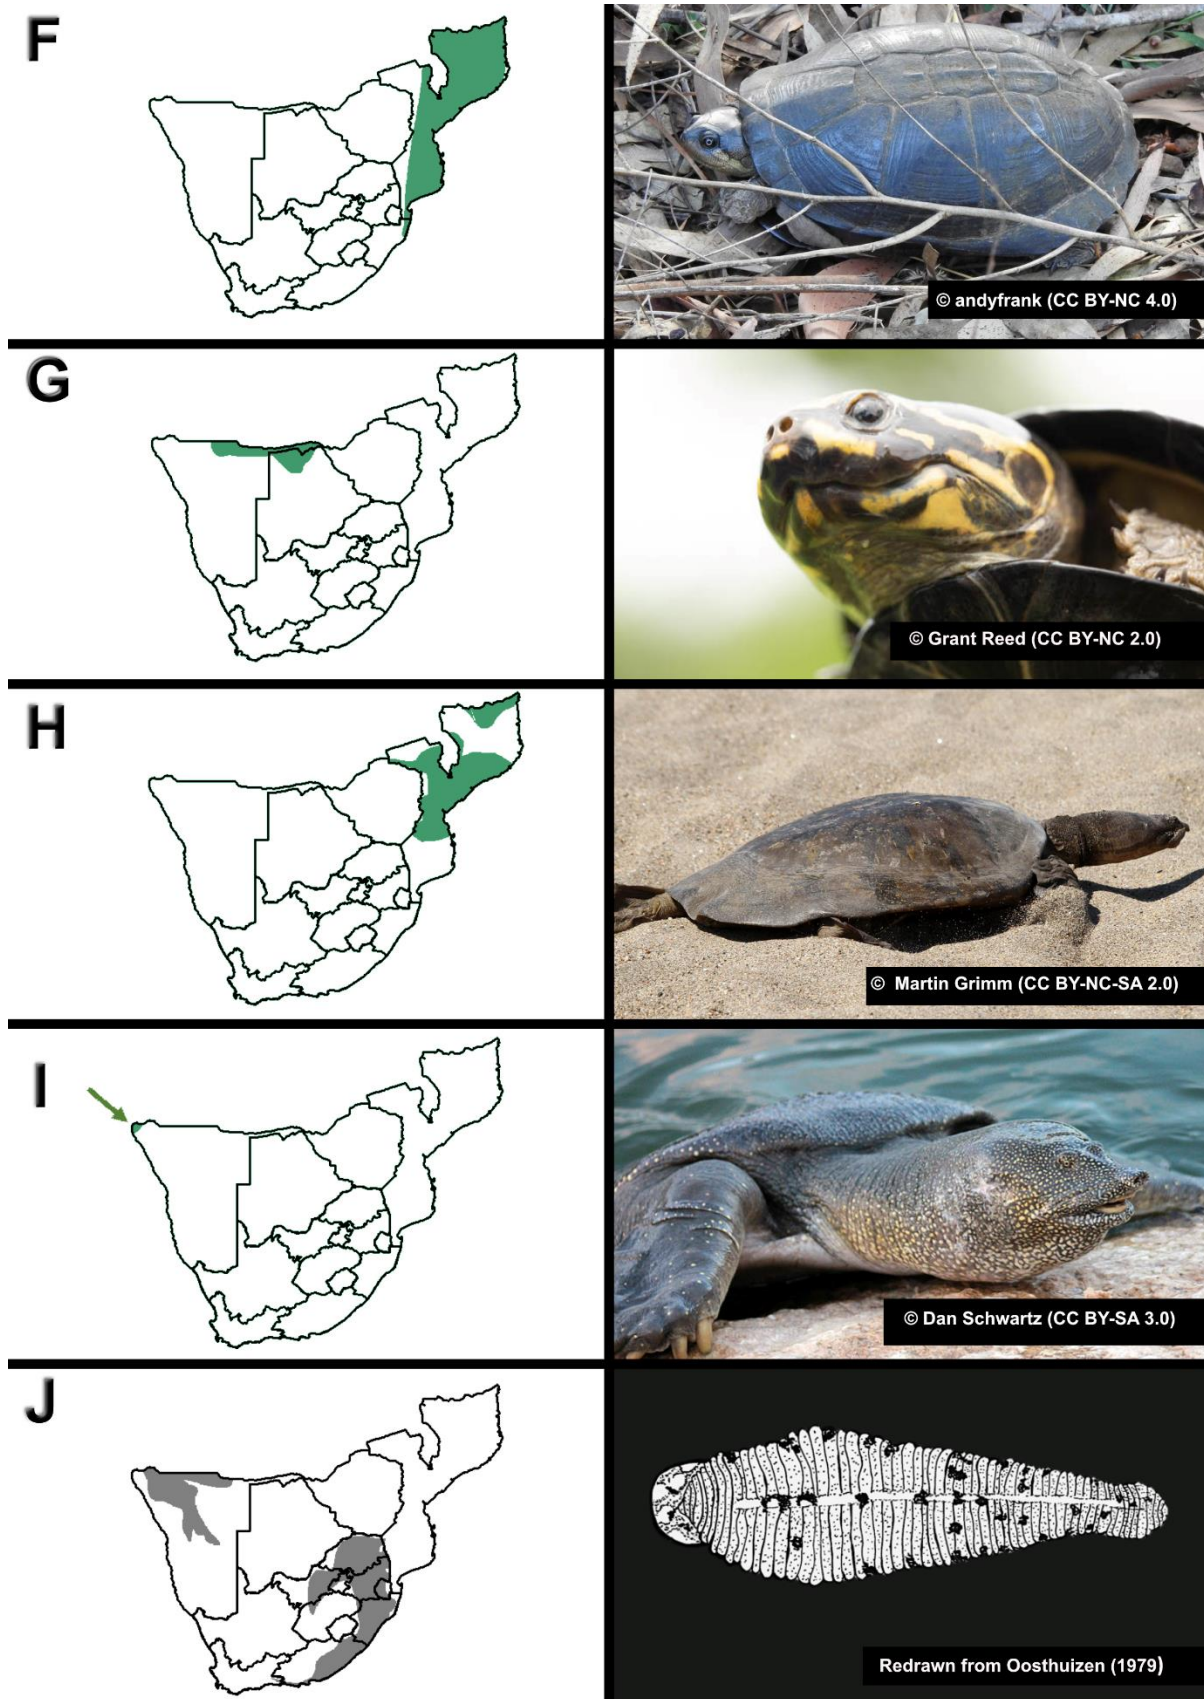 F
© andyfrank (CC BY-NC 4.0)
G
© Grant Reed (CC BY-NC 2.0)
H
© Martin Grimm (CC BY-NC-SA 2.0)
I
© Dan Schwartz (CC BY-SA 3.0)
J
Redrawn from Oosthuizen (1979)